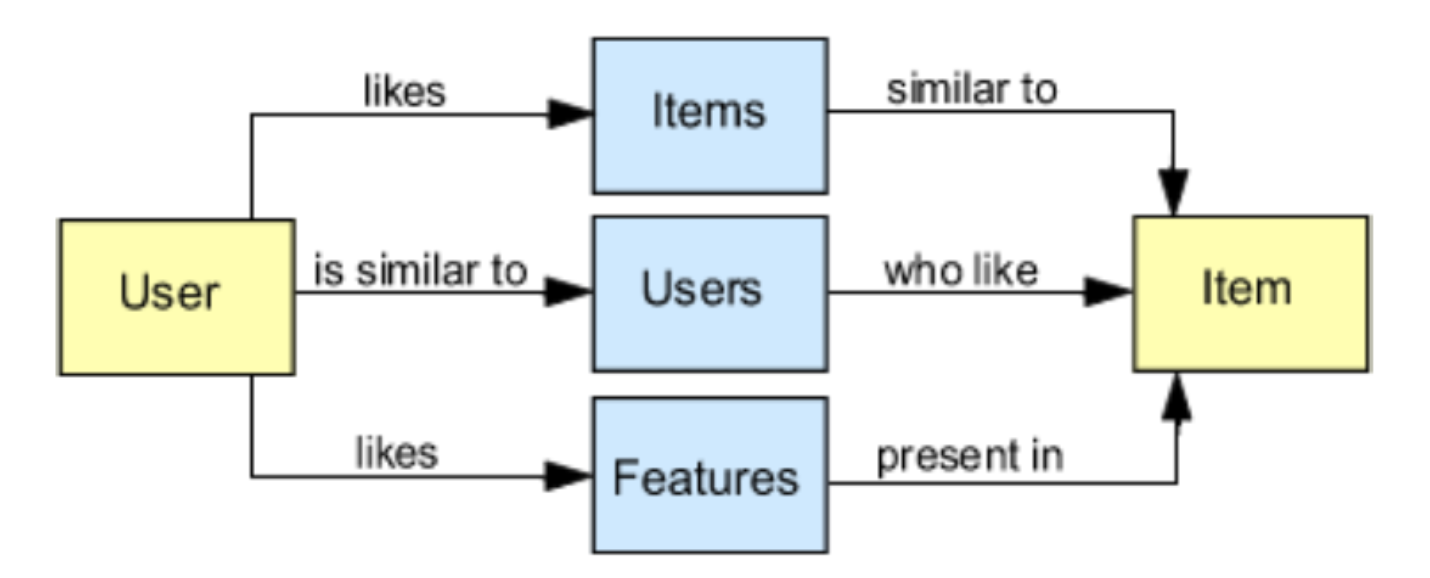 likes
Items
similar to
User
is similar to
Users
who like
Item
likes
Features
present in